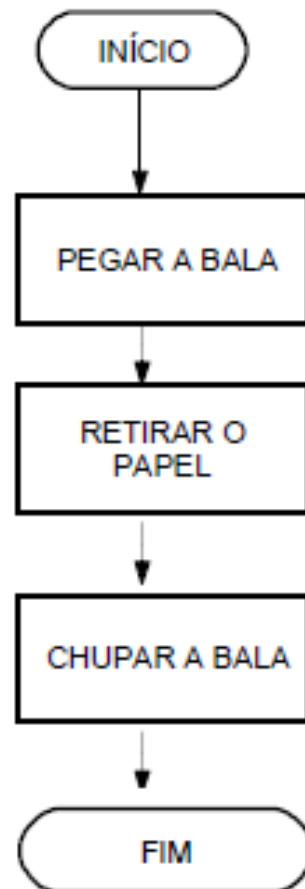 INÍCIO
PEGAR A BALA
RETIRAR O
PAPEL
CHUPAR A BALA
FIM